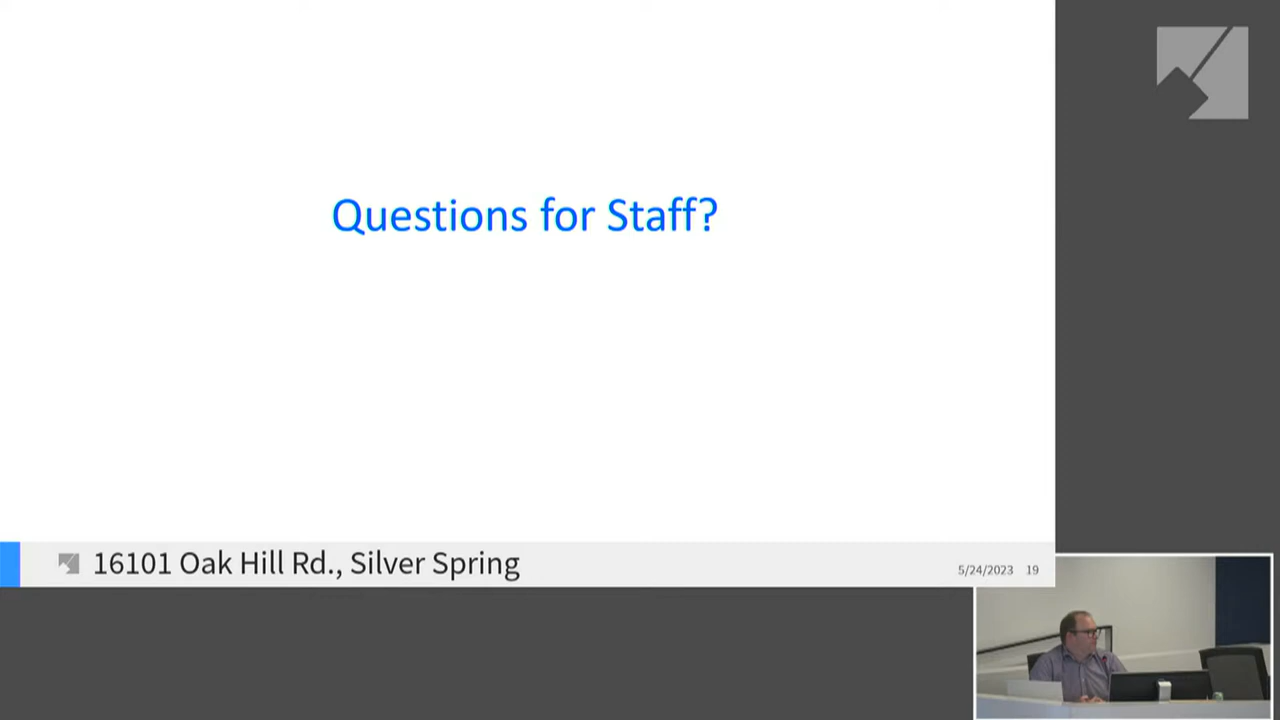 Questions for Staff?
16101 Oak Hill Rd., Silver Spring
5/24/2023 19